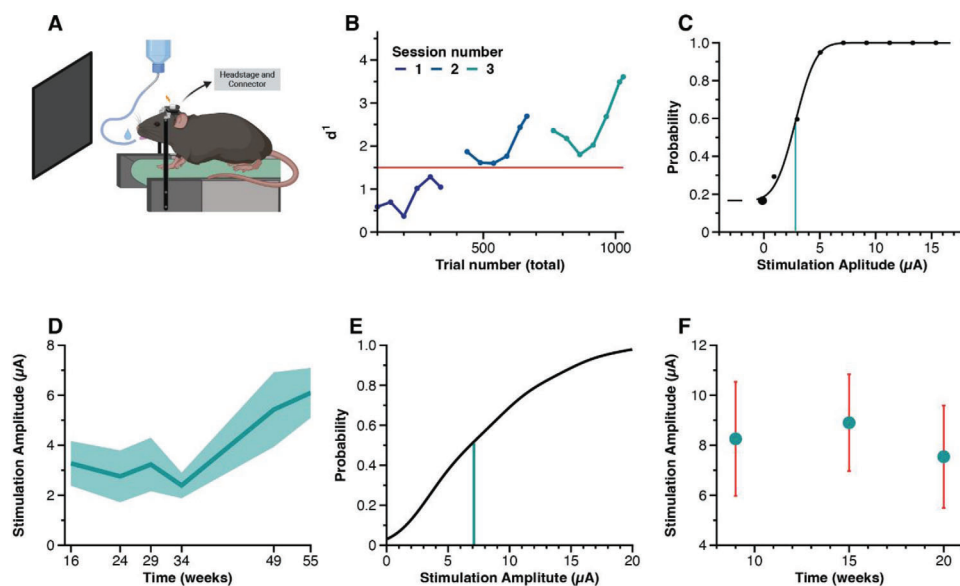 A
Headstage and
Connector
B
Session number
1 2 3
d¹
4
3
2
1
0
500
1000
Trial number (total)
C
Probability
1.0
0.8
0.6
0.4
0.2
0
0 5 10 15
Stimulation Aplitude (µA)
D
Stimulation Amplitude (µA)
8
6
4
2
0
16 24 29 34 49 55
Time (weeks)
E
Probability
1.0
0.8
0.6
0.4
0.2
0
0 5 10 15 20
Stimulation Amplitute (µA)
F
Stimulation Amplitude (µA)
12
10
8
6
4
10 15 20
Time (weeks)